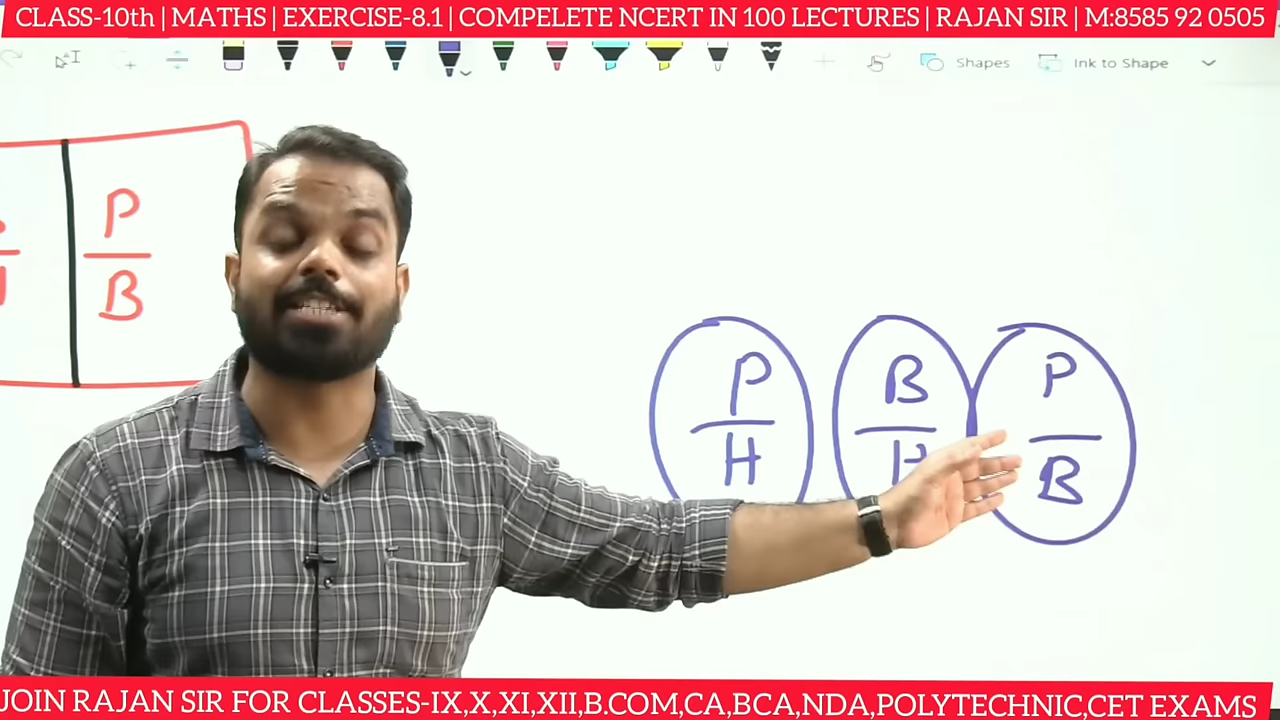 CLASS-10th | MATHS | EXERCISE-8.1 | COMPELETE NCERT IN 100 LECTURES | RAJAN SIR | M:8585 92 0505
Shapes
Ink to Shape
P
B
P
H
B
H
P
B
JOIN RAJAN SIR FOR CLASSES-IX,X,XI,XII,B.COM,CA,BCA,NDA,POLYTECHNIC,CET EXAMS